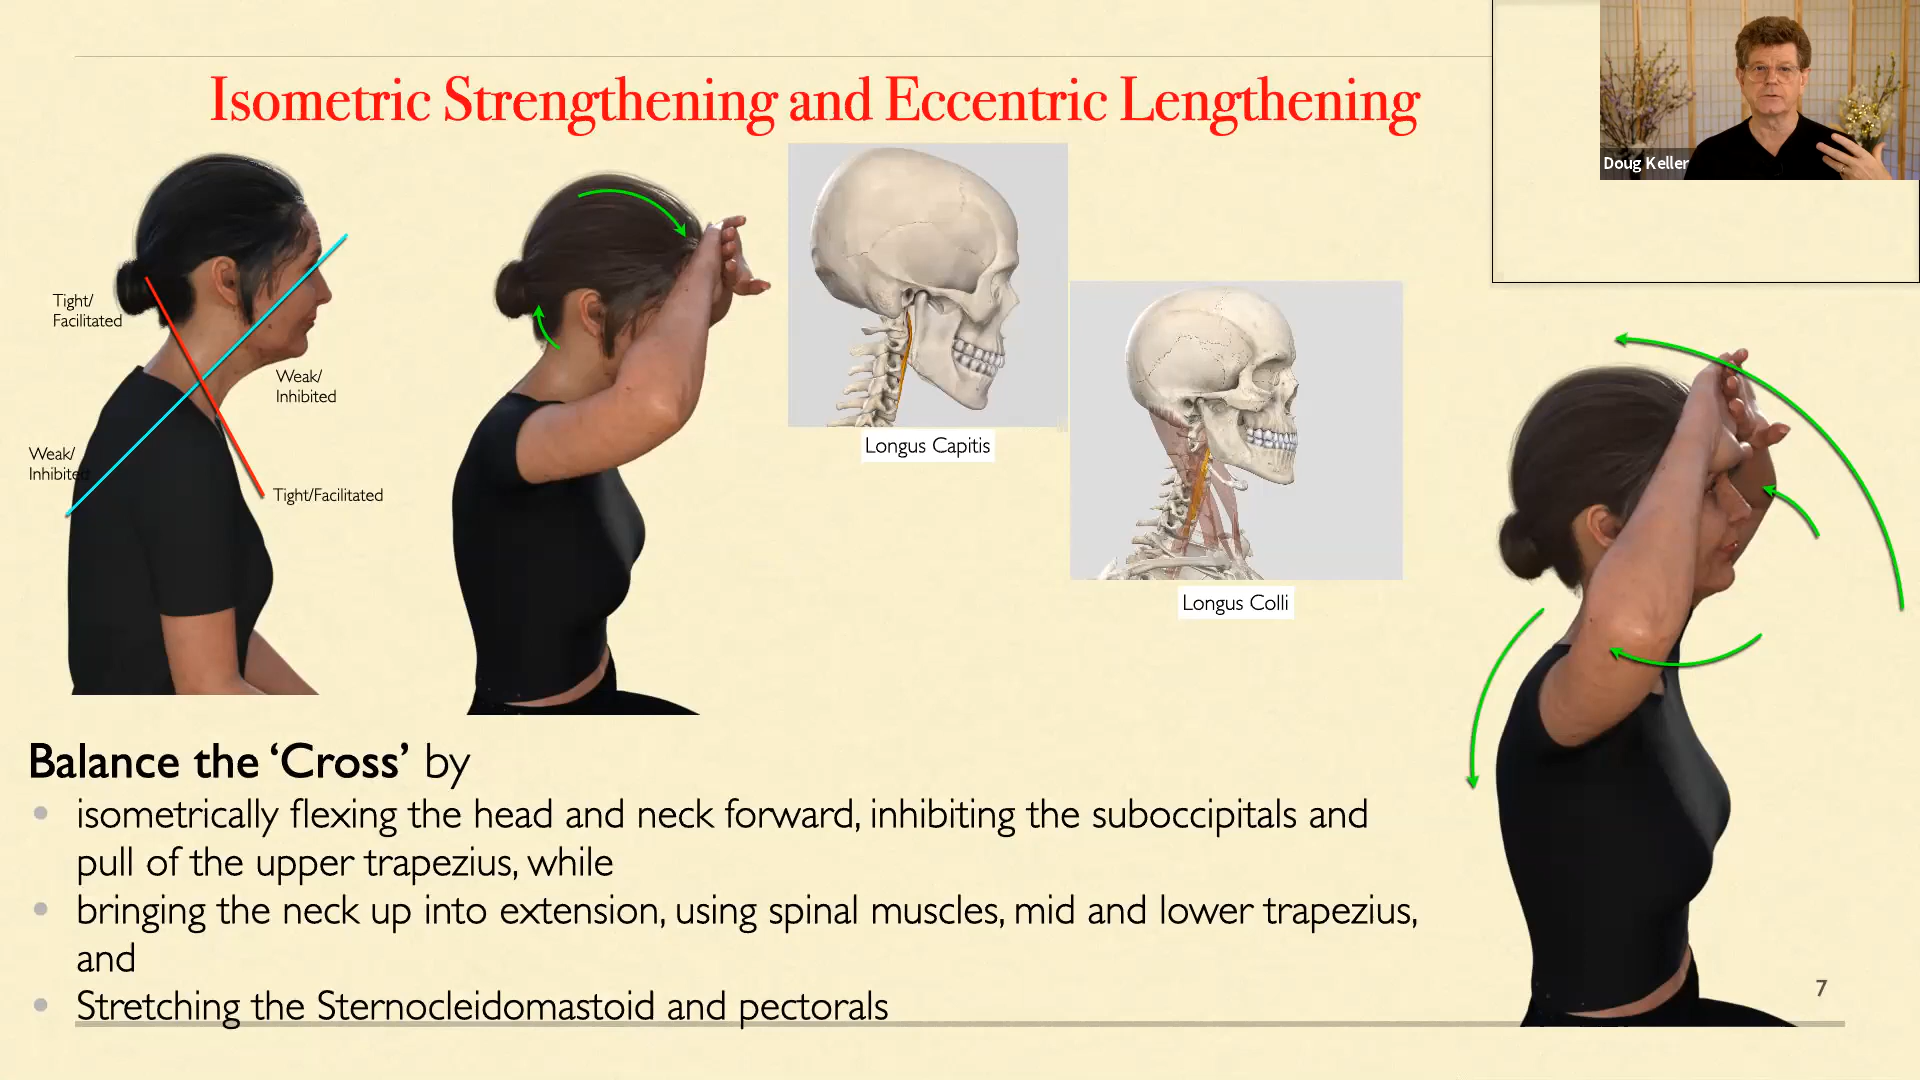 Isometric Strengthening and Eccentric Lengthening
Doug Keller
Tight/
Facilitated
Weak/
Inhibited
Weak/
Inhibited
Tight/Facilitated
Longus Capitis
Longus Colli
Balance the ‘Cross’ by
• isometrically flexing the head and neck forward, inhibiting the suboccipitals and
pull of the upper trapezius, while
• bringing the neck up into extension, using spinal muscles, mid and lower trapezius,
and
• Stretching the Sternocleidomastoid and pectorals
7